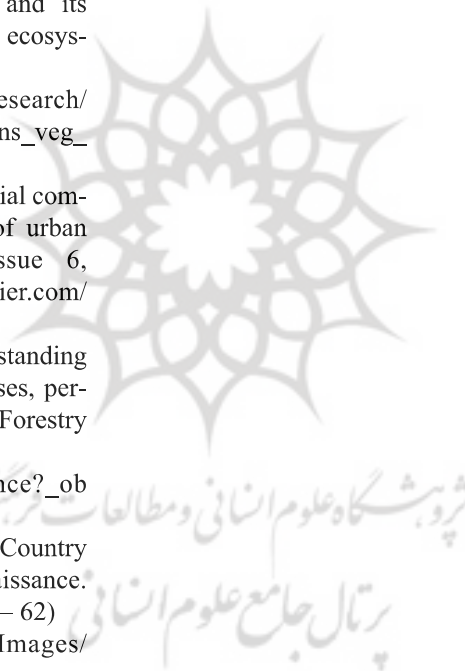 and its
ecosys-
esearch/
ns_veg_
ial com-
of urban
ssue 6,
ier.com/
standing
ses, per-
Forestry
nce?_ob
پژوهشگاه علوم انسانی و مطالعات فرهنگی
Country
aissance.
– 62)
پرتال جامع علوم انسانی
Images/